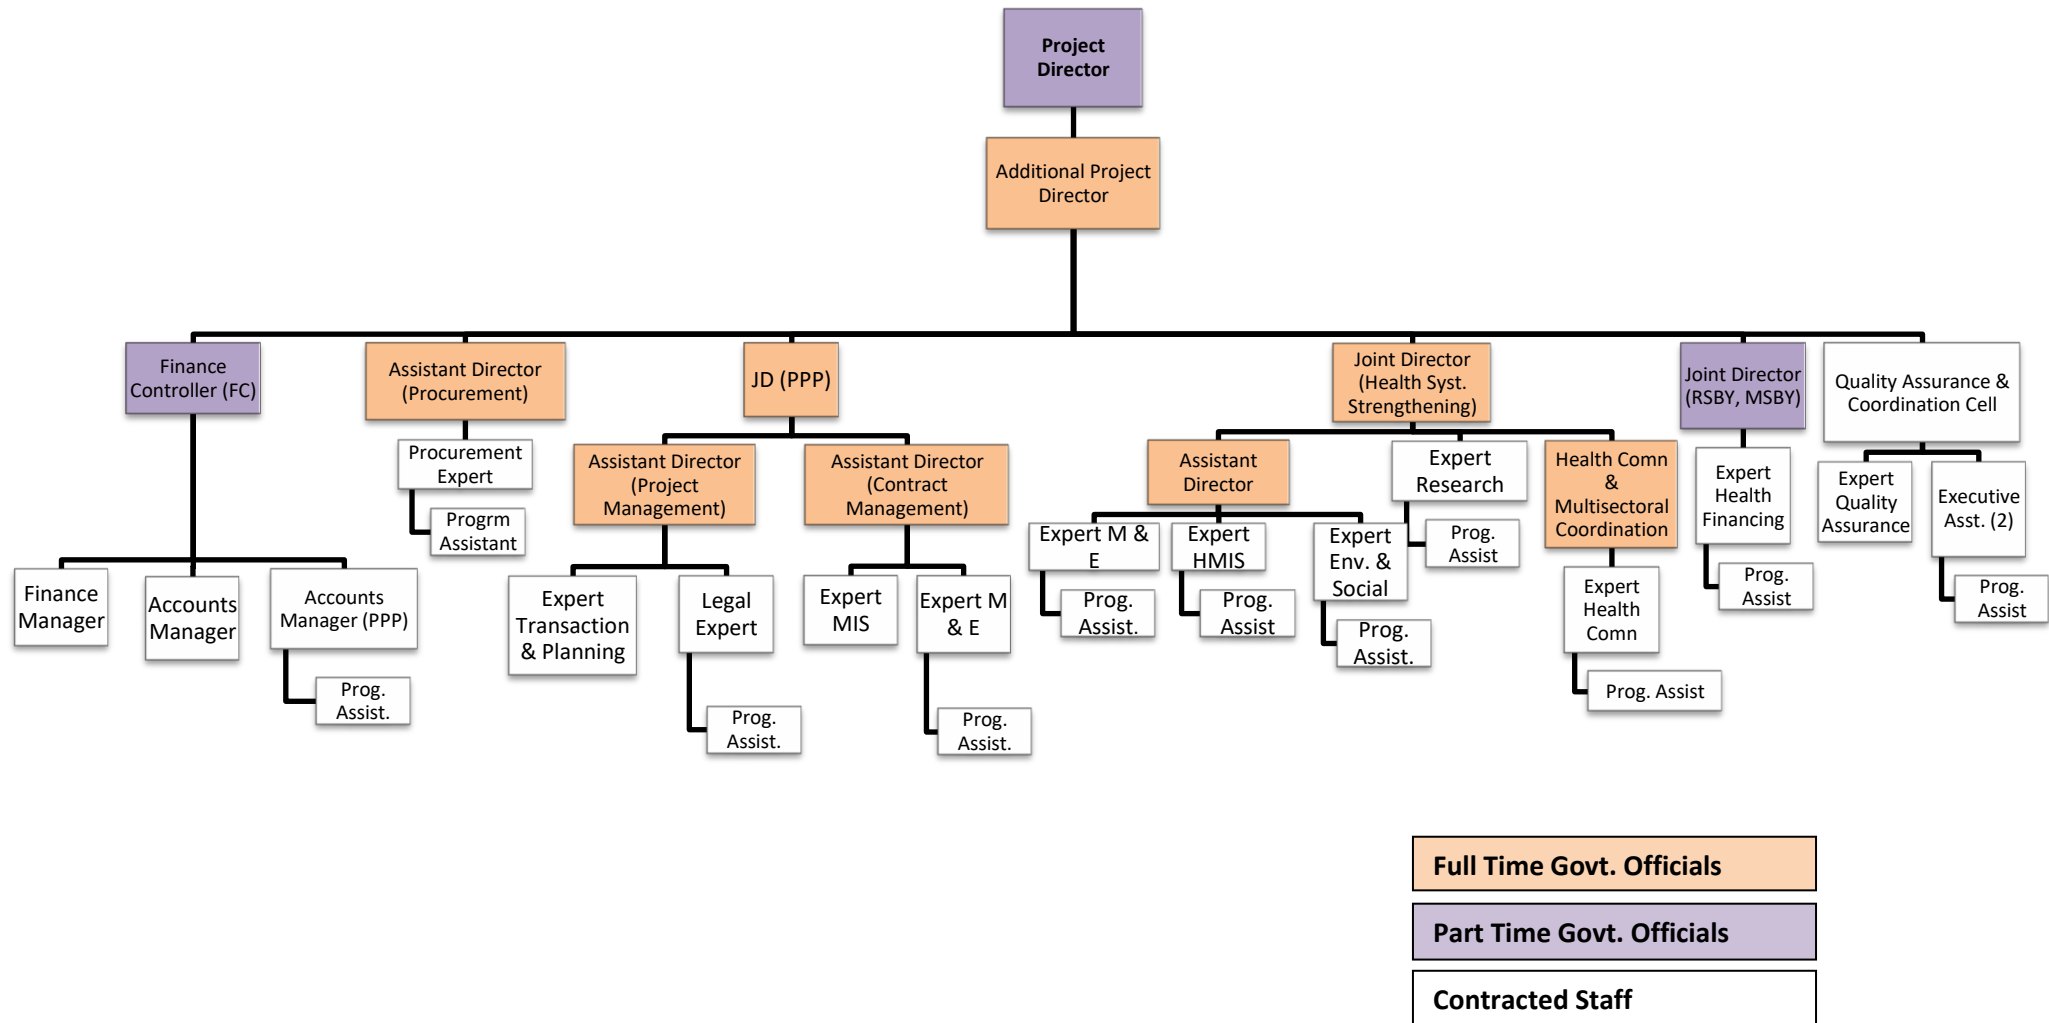 Project
Director
Additional Project
Director
Finance
Controller (FC)
Assistant Director
(Procurement)
JD (PPP)
Joint Director
(Health Syst.
Strengthening)
Joint Director
(RSBY, MSBY)
Quality Assurance &
Coordination Cell
Procurement
Expert
Progrm
Assistant
Assistant Director
(Project
Management)
Assistant Director
(Contract
Management)
Assistant
Director
Expert
Research
Prog.
Assist
Health Comn
&
Multisectoral
Coordination
Expert
Health
Financing
Expert
Quality
Assurance
Executive
Asst. (2)
Finance
Manager
Accounts
Manager
Accounts
Manager (PPP)
Prog.
Assist.
Expert
Transaction
& Planning
Legal
Expert
Prog.
Assist.
Expert
MIS
Expert M
& E
Prog.
Assist.
Expert M &
E
Prog.
Assist.
Expert
HMIS
Prog.
Assist
Expert
Env. &
Social
Prog.
Assist.
Expert
Health
Comn
Prog. Assist
Prog.
Assist
Prog.
Assist
Full Time Govt. Officials
Part Time Govt. Officials
Contracted Staff